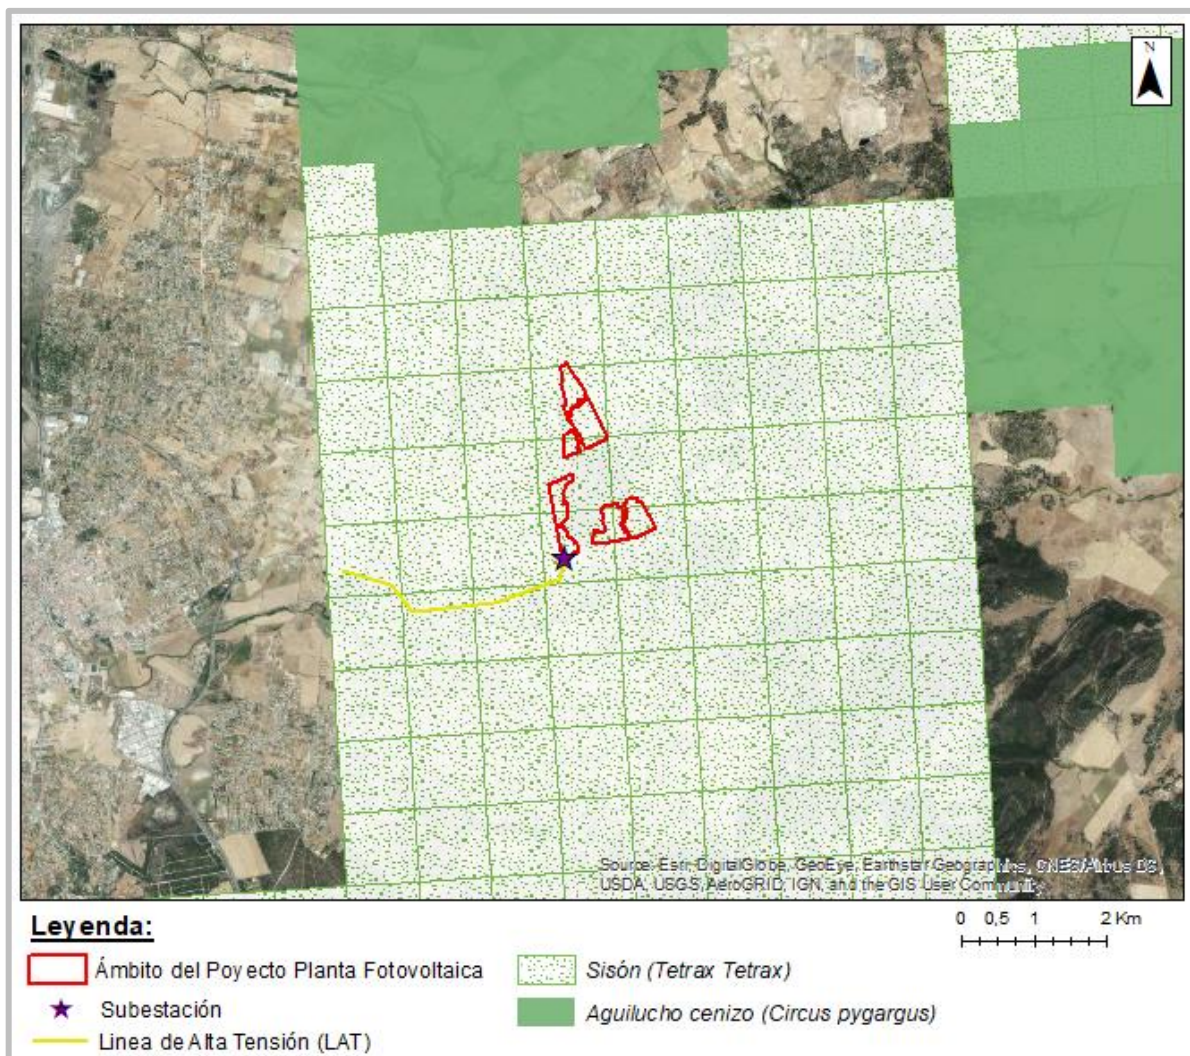 N
Source: Esri, DigitalGlobe, GeoEye, Earthstar Geographics, CNES/Airbus DS,
USDA, USGS, AeroGRID, IGN, and the GIS User Community
Leyenda:
0 0,5 1 2 Km
Ámbito del Poyecto Planta Fotovoltaica
Sisón (Tetrax Tetrax)
Subestación
Aguilucho cenizo (Circus pygargus)
Linea de Alta Tensión (LAT)